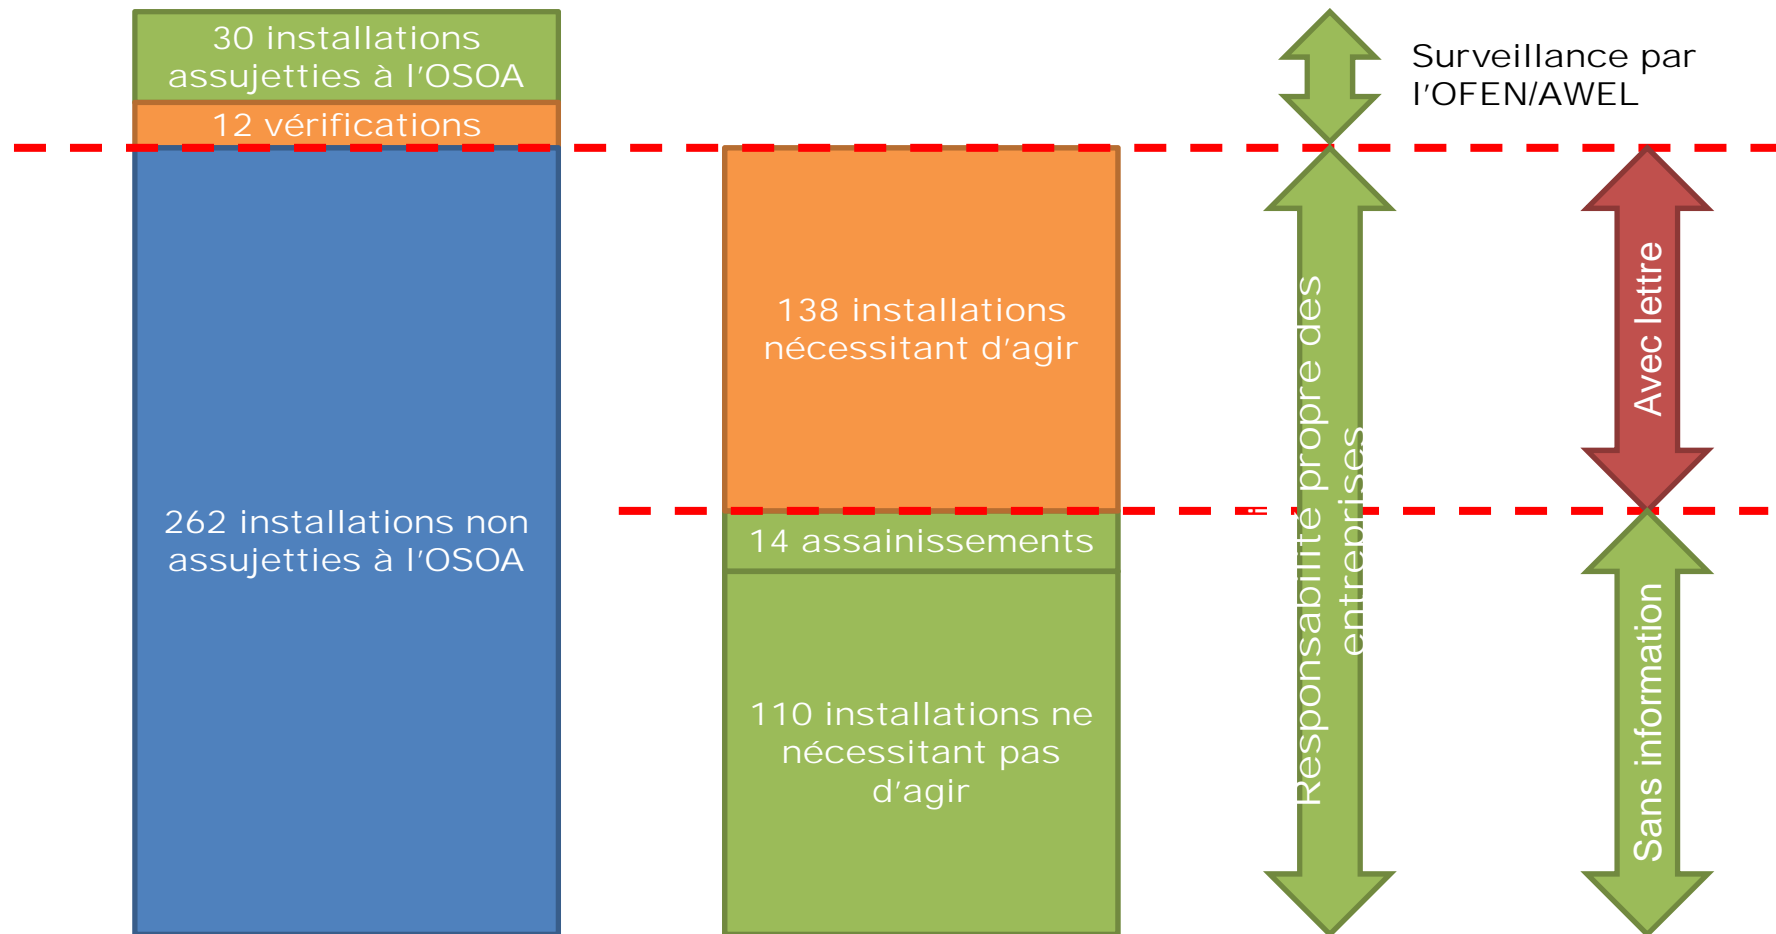 30 installations
assujetties à l'OSOA
12 vérifications
262 installations non
assujetties à l'OSOA
138 installations
nécessitant d'agir
14 assainissements
110 installations ne
nécessitant pas
d'agir
Surveillance par
l'OFEN/AWEL
Responsabilité propre des
entreprises
Avec lettre
Sans information